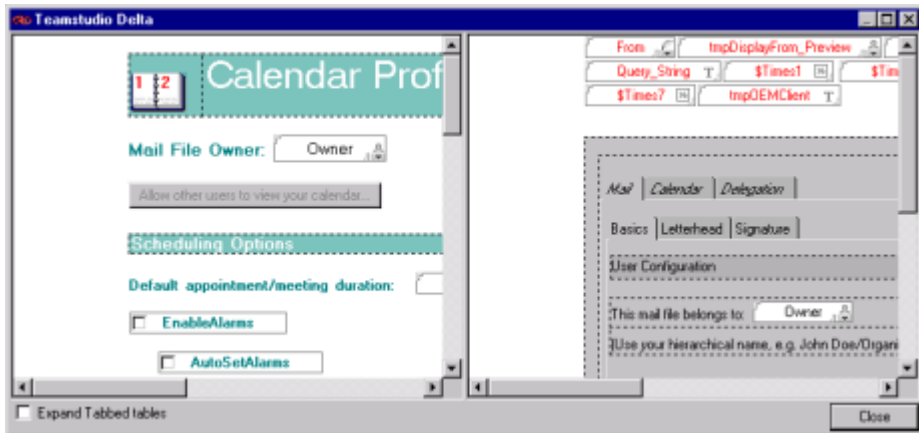 Teamstudio Delta
1 2
Calendar Prof
Mail File Owner: Owner
Allow other users to view your calendar...
Scheduling Options
Default appointment/meeting duration:
EnableAlarms
AutoSetAlarms
From tmpDisplayFrom_Preview
Query_String T $Times1 $Tim
$Times7 tmpOEMClient T
Mail Calendar Delegation
Basics Letterhead Signature
User Configuration
This mail file belongs to: Owner
Use your hierarchical name, e.g. John Doe/Organi
Expand Tabbed tables
Close